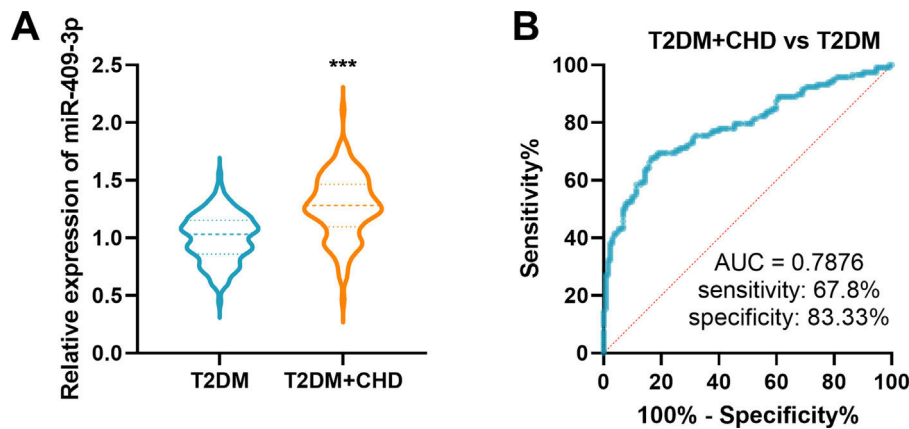 A
Relative expression of miR-409-3p
2.5
2.0
1.5
1.0
0.5
0.0
***
T2DM
T2DM+CHD
B
T2DM+CHD vs T2DM
Sensitivity%
100
80
60
40
20
0
AUC = 0.7876
sensitivity: 67.8%
specificity: 83.33%
0 20 40 60 80 100
100% - Specificity%